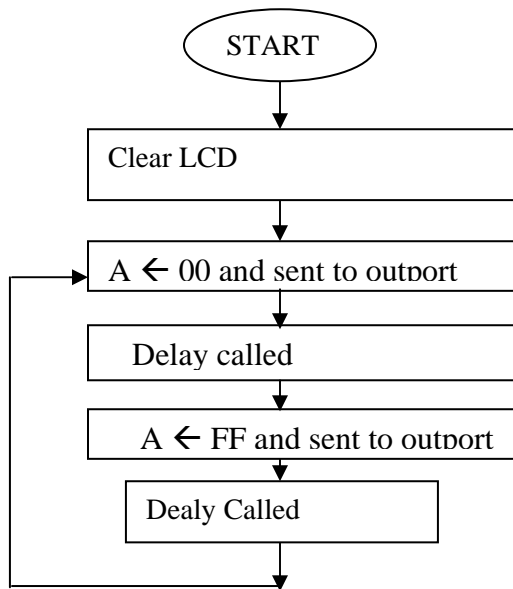 START
Clear LCD
A ← 00 and sent to outport
Delay called
A ← FF and sent to outport
Dealy Called